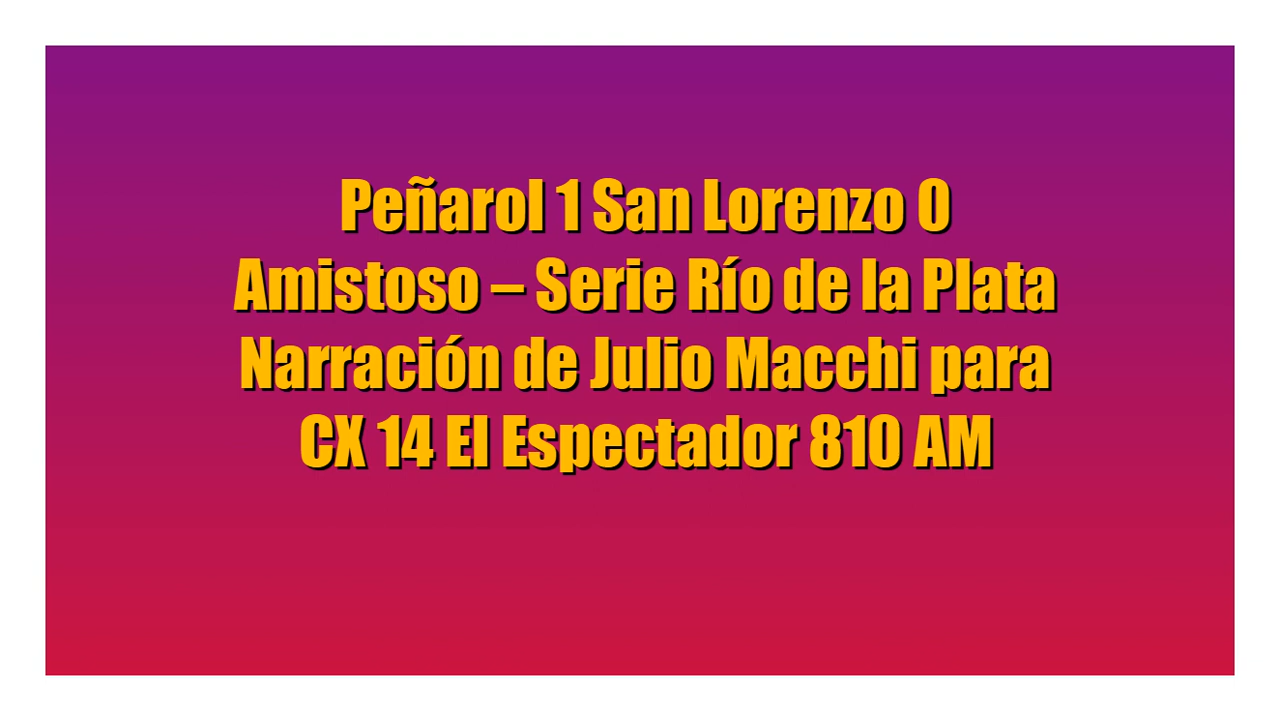 Peñarol 1 San Lorenzo 0
Amistoso – Serie Río de la Plata
Narración de Julio Macchi para
CX 14 El Espectador 810 AM